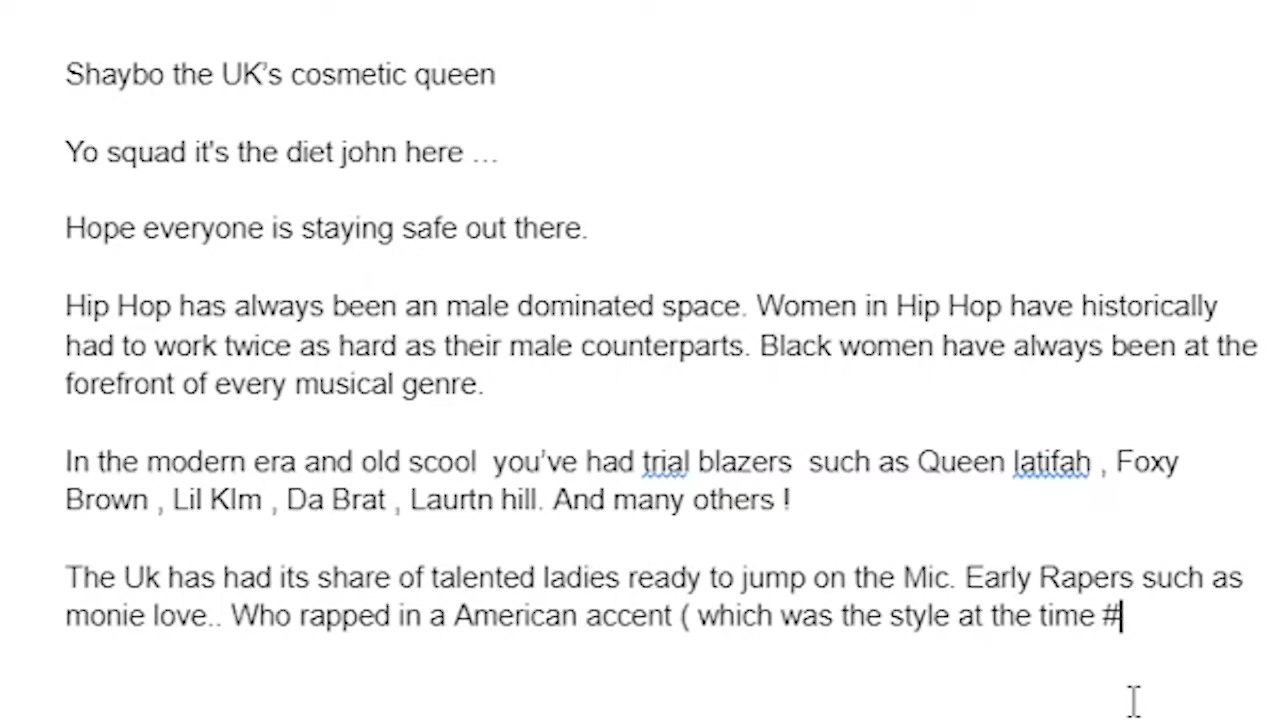 Shaybo the UK's cosmetic queen
Yo squad it's the diet john here ...
Hope everyone is staying safe out there.
Hip Hop has always been an male dominated space. Women in Hip Hop have historically
had to work twice as hard as their male counterparts. Black women have always been at the
forefront of every musical genre.
In the modern era and old scool  you've had trial blazers  such as Queen latifah , Foxy
Brown , Lil KIm , Da Brat , Laurtn hill. And many others !
The Uk has had its share of talented ladies ready to jump on the Mic. Early Rapers such as
monie love.. Who rapped in a American accent ( which was the style at the time #